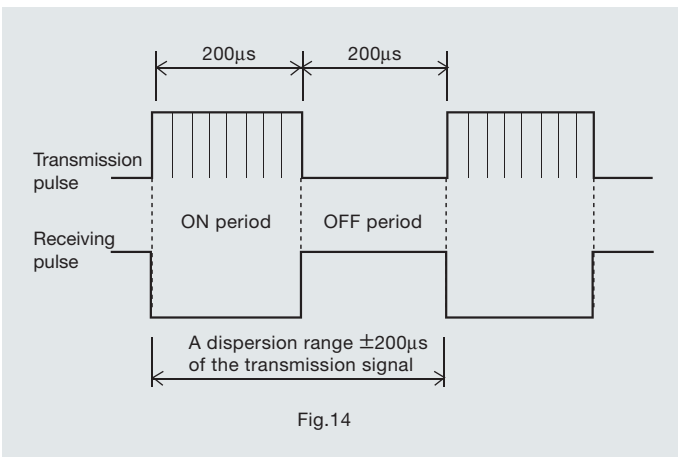 200μs
200μs
Transmission
pulse
ON period
OFF period
Receiving
pulse
A dispersion range ±200μs
of the transmission signal
Fig.14